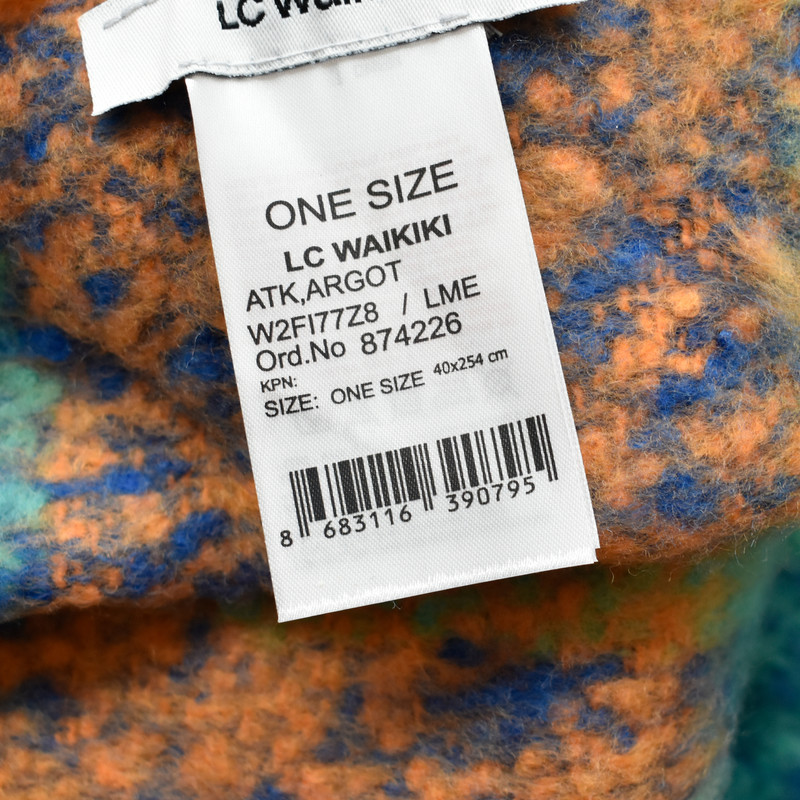 LC Waikiki
ONE SIZE
LC WAIKIKI
ATK,ARGOT
W2FI77Z8 / LME
Ord.No 874226
KPN:
SIZE: ONE SIZE 40x254 cm
8 683116 390795